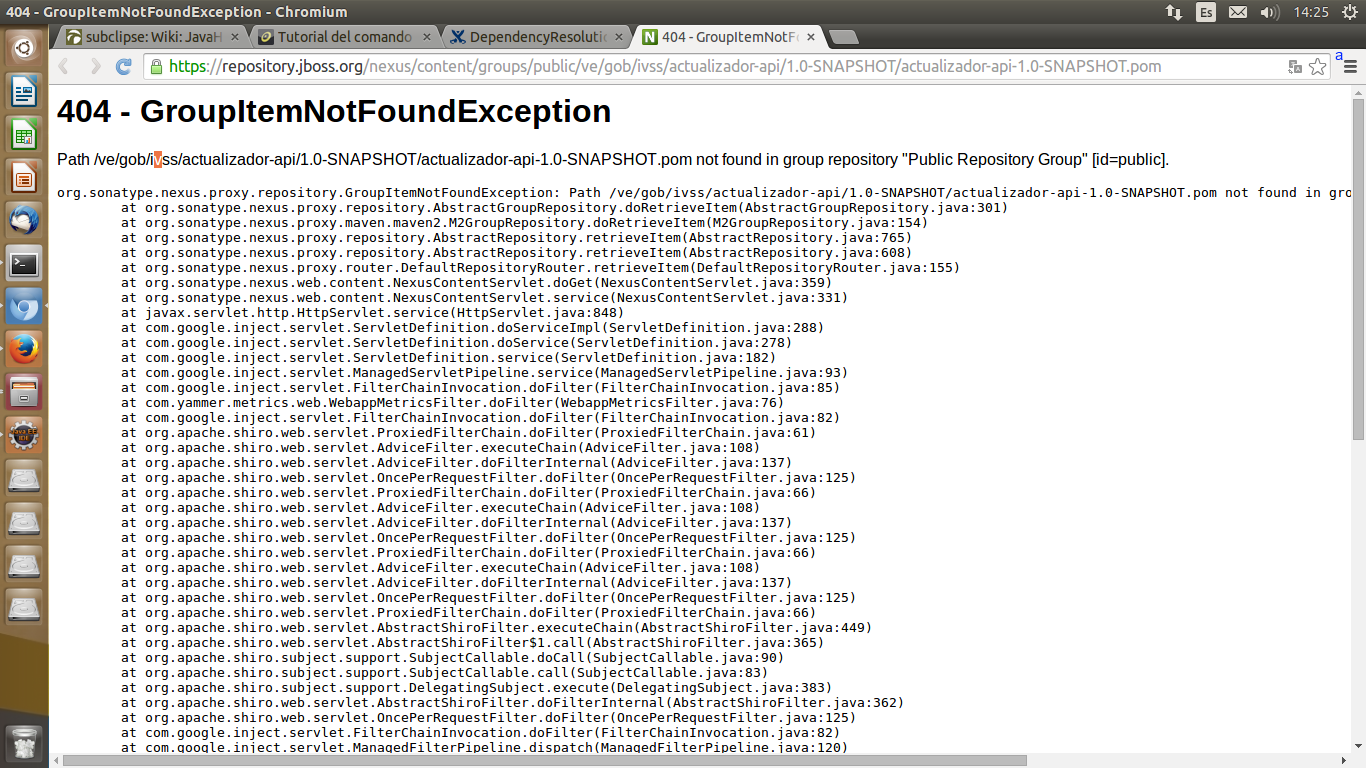 404 - GroupItemNotFoundException - Chromium
Es
14:25
subclipse: Wiki: JavaH
Tutorial del comando
DependencyResolutio
404 - GroupItemNotF
https://repository.jboss.org/nexus/content/groups/public/ve/gob/ivss/actualizador-api/1.0-SNAPSHOT/actualizador-api-1.0-SNAPSHOT.pom
a
404 - GroupItemNotFoundException
Path /ve/gob/ivss/actualizador-api/1.0-SNAPSHOT/actualizador-api-1.0-SNAPSHOT.pom not found in group repository "Public Repository Group" [id=public].
org.sonatype.nexus.proxy.repository.GroupItemNotFoundException: Path /ve/gob/ivss/actualizador-api/1.0-SNAPSHOT/actualizador-api-1.0-SNAPSHOT.pom not found in gro
at org.sonatype.nexus.proxy.repository.AbstractGroupRepository.doRetrieveItem(AbstractGroupRepository.java:301)
at org.sonatype.nexus.proxy.maven.maven2.M2GroupRepository.doRetrieveItem(M2GroupRepository.java:154)
at org.sonatype.nexus.proxy.repository.AbstractRepository.retrieveItem(AbstractRepository.java:765)
at org.sonatype.nexus.proxy.repository.AbstractRepository.retrieveItem(AbstractRepository.java:608)
at org.sonatype.nexus.proxy.router.DefaultRepositoryRouter.retrieveItem(DefaultRepositoryRouter.java:155)
at org.sonatype.nexus.web.content.NexusContentServlet.doGet(NexusContentServlet.java:359)
at org.sonatype.nexus.web.content.NexusContentServlet.service(NexusContentServlet.java:331)
at javax.servlet.http.HttpServlet.service(HttpServlet.java:848)
at com.google.inject.servlet.ServletDefinition.doServiceImpl(ServletDefinition.java:288)
at com.google.inject.servlet.ServletDefinition.doService(ServletDefinition.java:278)
at com.google.inject.servlet.ServletDefinition.service(ServletDefinition.java:182)
at com.google.inject.servlet.ManagedServletPipeline.service(ManagedServletPipeline.java:93)
at com.google.inject.servlet.FilterChainInvocation.doFilter(FilterChainInvocation.java:85)
at com.yammer.metrics.web.WebappMetricsFilter.doFilter(WebappMetricsFilter.java:76)
at com.google.inject.servlet.FilterChainInvocation.doFilter(FilterChainInvocation.java:82)
at org.apache.shiro.web.servlet.ProxiedFilterChain.doFilter(ProxiedFilterChain.java:61)
at org.apache.shiro.web.servlet.AdviceFilter.executeChain(AdviceFilter.java:108)
at org.apache.shiro.web.servlet.AdviceFilter.doFilterInternal(AdviceFilter.java:137)
at org.apache.shiro.web.servlet.OncePerRequestFilter.doFilter(OncePerRequestFilter.java:125)
at org.apache.shiro.web.servlet.ProxiedFilterChain.doFilter(ProxiedFilterChain.java:66)
at org.apache.shiro.web.servlet.AdviceFilter.executeChain(AdviceFilter.java:108)
at org.apache.shiro.web.servlet.AdviceFilter.doFilterInternal(AdviceFilter.java:137)
at org.apache.shiro.web.servlet.OncePerRequestFilter.doFilter(OncePerRequestFilter.java:125)
at org.apache.shiro.web.servlet.ProxiedFilterChain.doFilter(ProxiedFilterChain.java:66)
at org.apache.shiro.web.servlet.AdviceFilter.executeChain(AdviceFilter.java:108)
at org.apache.shiro.web.servlet.AdviceFilter.doFilterInternal(AdviceFilter.java:137)
at org.apache.shiro.web.servlet.OncePerRequestFilter.doFilter(OncePerRequestFilter.java:125)
at org.apache.shiro.web.servlet.ProxiedFilterChain.doFilter(ProxiedFilterChain.java:66)
at org.apache.shiro.web.servlet.AbstractShiroFilter.executeChain(AbstractShiroFilter.java:449)
at org.apache.shiro.web.servlet.AbstractShiroFilter$1.call(AbstractShiroFilter.java:365)
at org.apache.shiro.subject.support.SubjectCallable.doCall(SubjectCallable.java:90)
at org.apache.shiro.subject.support.SubjectCallable.call(SubjectCallable.java:83)
at org.apache.shiro.subject.support.DelegatingSubject.execute(DelegatingSubject.java:383)
at org.apache.shiro.web.servlet.AbstractShiroFilter.doFilterInternal(AbstractShiroFilter.java:362)
at org.apache.shiro.web.servlet.OncePerRequestFilter.doFilter(OncePerRequestFilter.java:125)
at com.google.inject.servlet.FilterChainInvocation.doFilter(FilterChainInvocation.java:82)
at com.google.inject.servlet.ManagedFilterPipeline.dispatch(ManagedFilterPipeline.java:120)